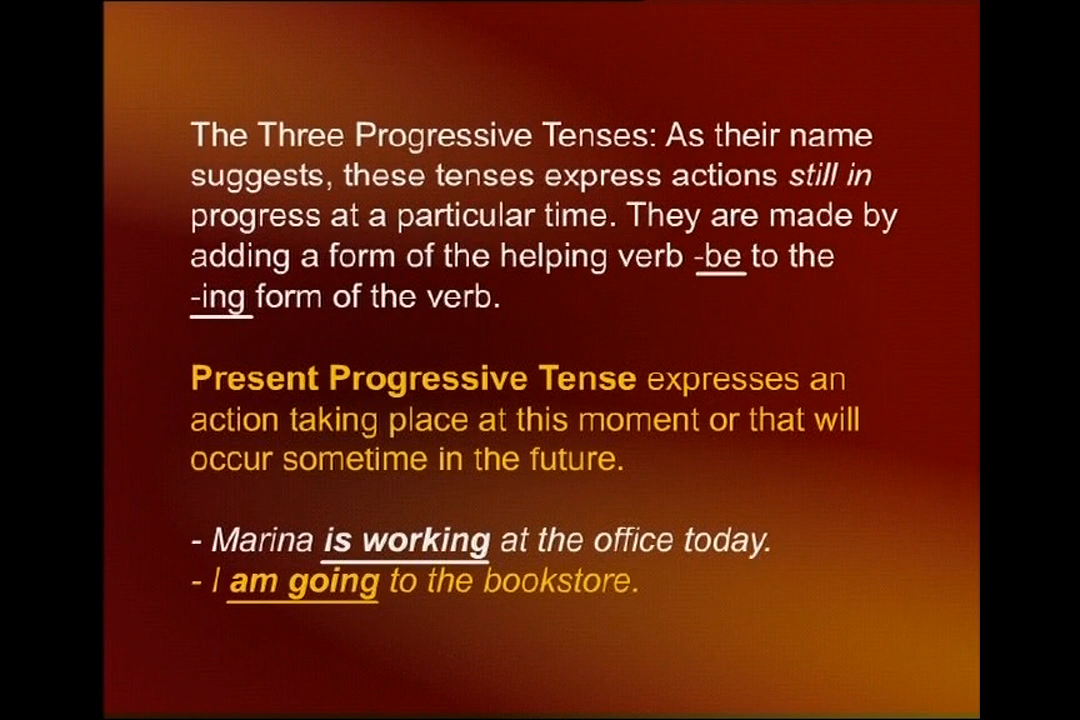 The Three Progressive Tenses: As their name
suggests, these tenses express actions still in
progress at a particular time. They are made by
adding a form of the helping verb -be to the
-ing form of the verb.
Present Progressive Tense expresses an
action taking place at this moment or that will
occur sometime in the future.
- Marina is working at the office today.
- I am going to the bookstore.